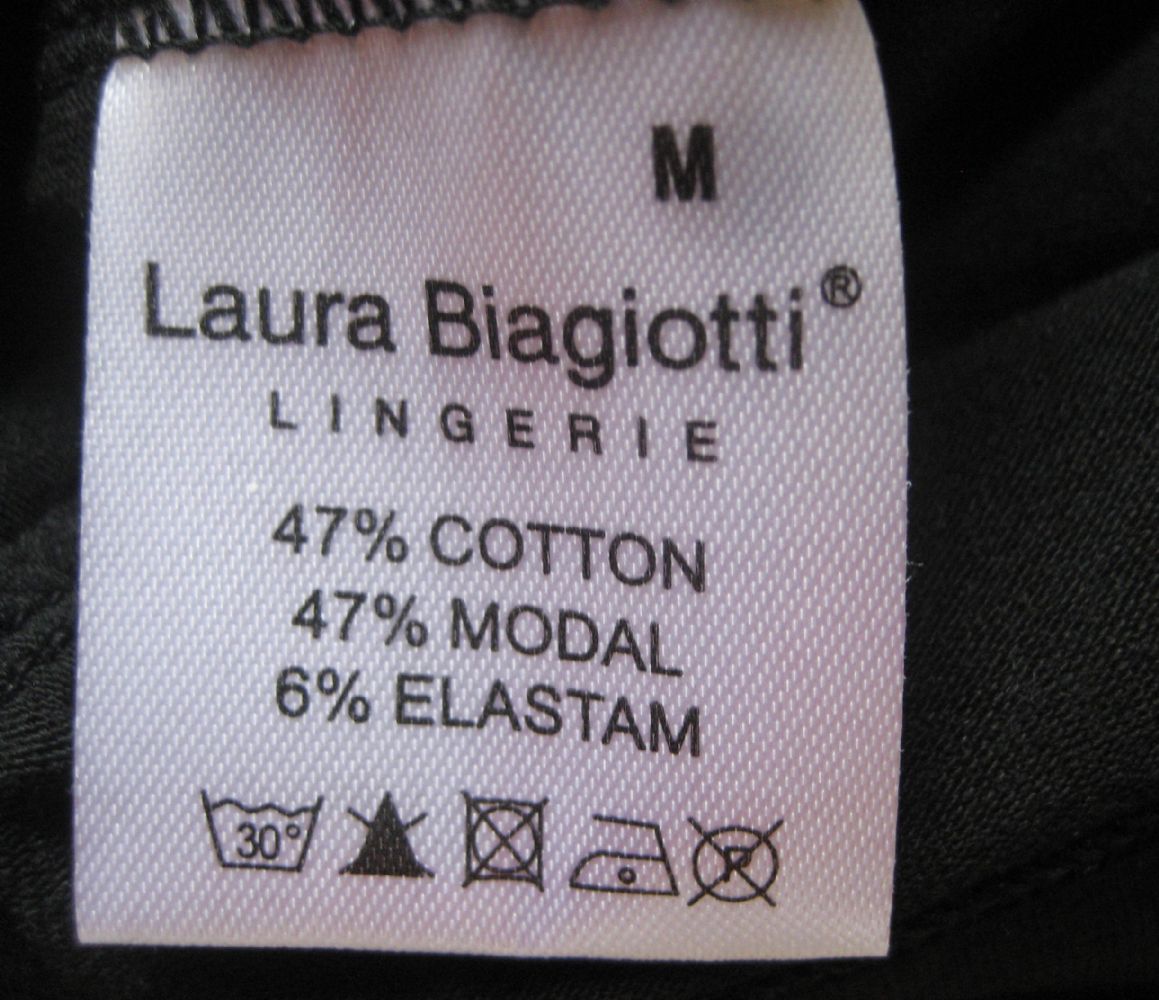 M
Laura Biagiotti®
LINGERIE
47% COTTON
47% MODAL
6% ELASTAM
30° P